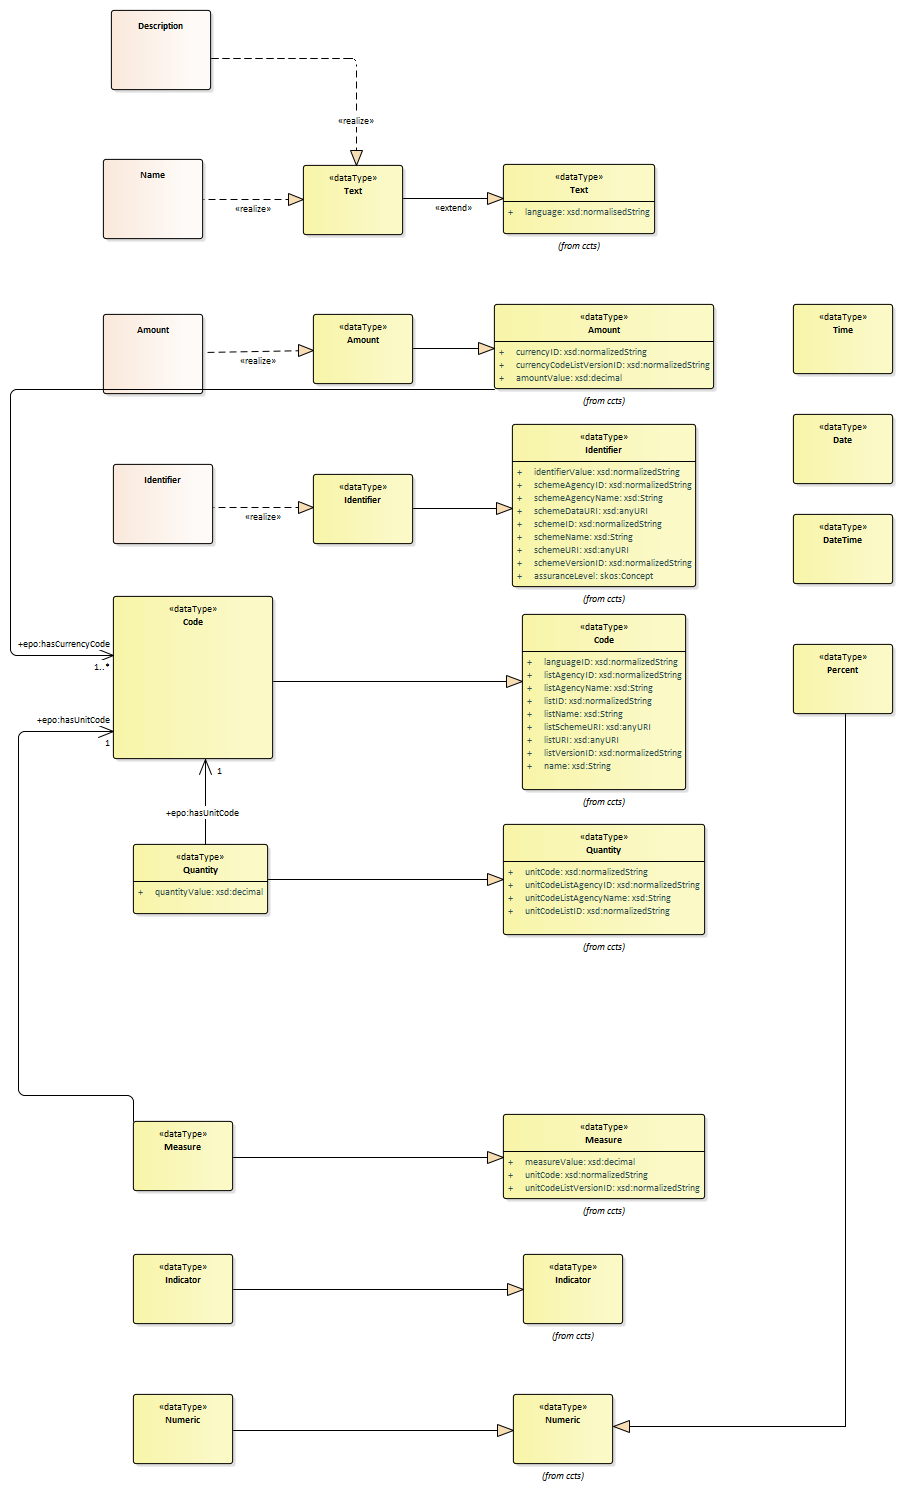 Description
«realize»
Name
«realize»
«dataType»
Text
«extend»
«dataType»
Text
+ language: xsd:normalisedString
(from ccts)
Amount
«realize»
«dataType»
Amount
«dataType»
Amount
+ currencyID: xsd:normalizedString
+ currencyCodeListVersionID: xsd:normalizedString
+ amountValue: xsd:decimal
(from ccts)
«dataType»
Time
«dataType»
Date
Identifier
«realize»
«dataType»
Identifier
«dataType»
Identifier
+ identifierValue: xsd:normalizedString
+ schemeAgencyID: xsd:normalizedString
+ schemeAgencyName: xsd:String
+ schemeDataURI: xsd:anyURI
+ schemeID: xsd:normalizedString
+ schemeName: xsd:String
+ schemeURI: xsd:anyURI
+ schemeVersionID: xsd:normalizedString
+ assuranceLevel: skos:Concept
(from ccts)
«dataType»
DateTime
«dataType»
Code
+epo:hasCurrencyCode
1..*
+epo:hasUnitCode
1
1
+epo:hasUnitCode
«dataType»
Code
+ languageID: xsd:normalizedString
+ listAgencyID: xsd:normalizedString
+ listAgencyName: xsd:String
+ listID: xsd:normalizedString
+ listName: xsd:String
+ listSchemeURI: xsd:anyURI
+ listURI: xsd:anyURI
+ listVersionID: xsd:normalizedString
+ name: xsd:String
(from ccts)
«dataType»
Percent
«dataType»
Quantity
+ quantityValue: xsd:decimal
«dataType»
Quantity
+ unitCode: xsd:normalizedString
+ unitCodeListAgencyID: xsd:normalizedString
+ unitCodeListAgencyName: xsd:String
+ unitCodeListID: xsd:normalizedString
(from ccts)
«dataType»
Measure
«dataType»
Measure
+ measureValue: xsd:decimal
+ unitCode: xsd:normalizedString
+ unitCodeListVersionID: xsd:normalizedString
(from ccts)
«dataType»
Indicator
«dataType»
Indicator
(from ccts)
«dataType»
Numeric
«dataType»
Numeric
(from ccts)